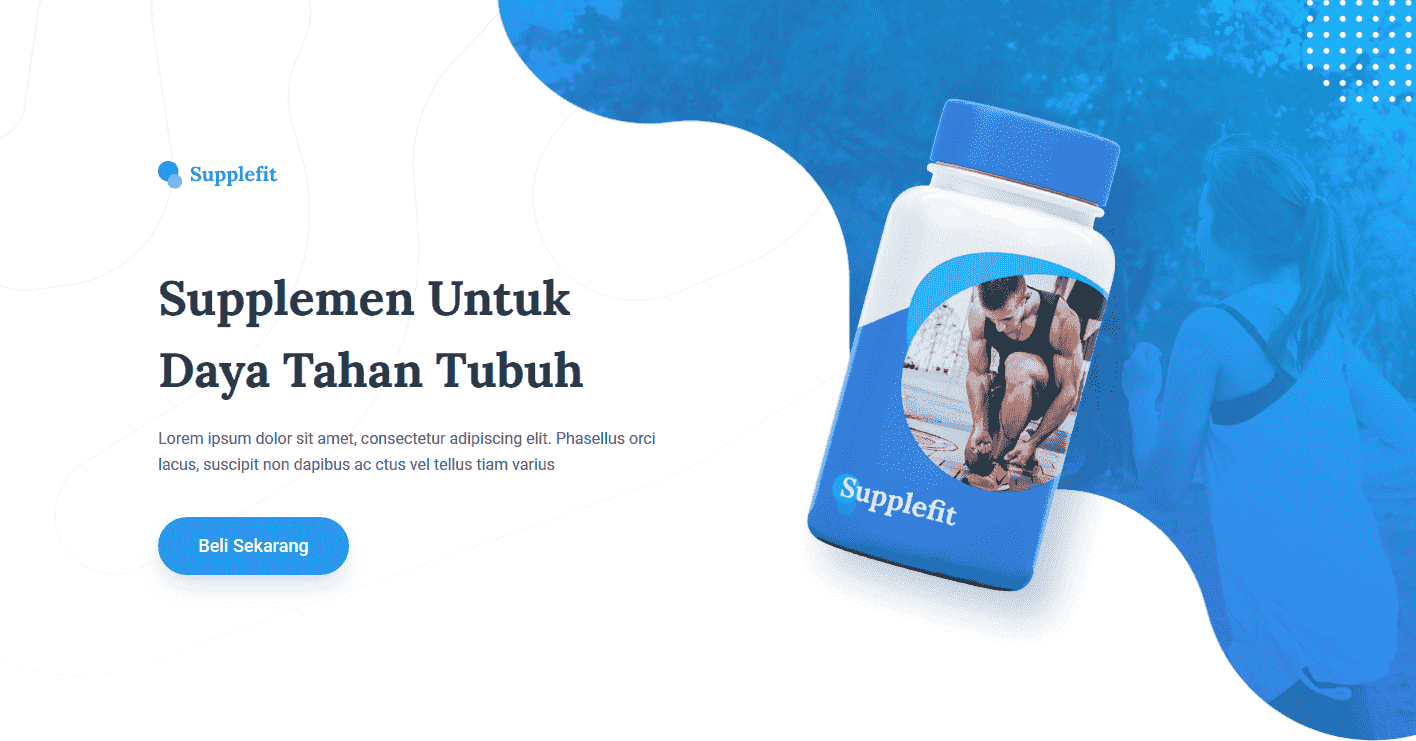 Supplefit
Supplemen Untuk
Daya Tahan Tubuh
Lorem ipsum dolor sit amet, consectetur adipiscing elit. Phasellus orci
lacus, suscipit non dapibus ac ctus vel tellus tiam varius
Beli Sekarang
Supplefit